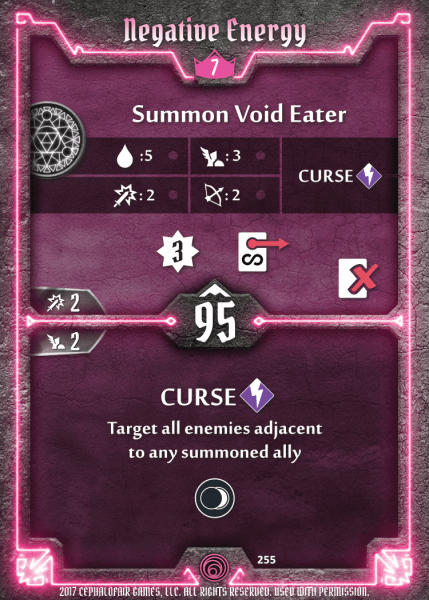 Negative Energy
7
Summon Void Eater
:5
:3
CURSE
:2
:2
3
2
95
2
CURSE
Target all enemies adjacent
to any summoned ally
255
2017 CEPHALOFAIR GAMES, LLC. ALL RIGHTS RESERVED. USED WITH PERMISSION.